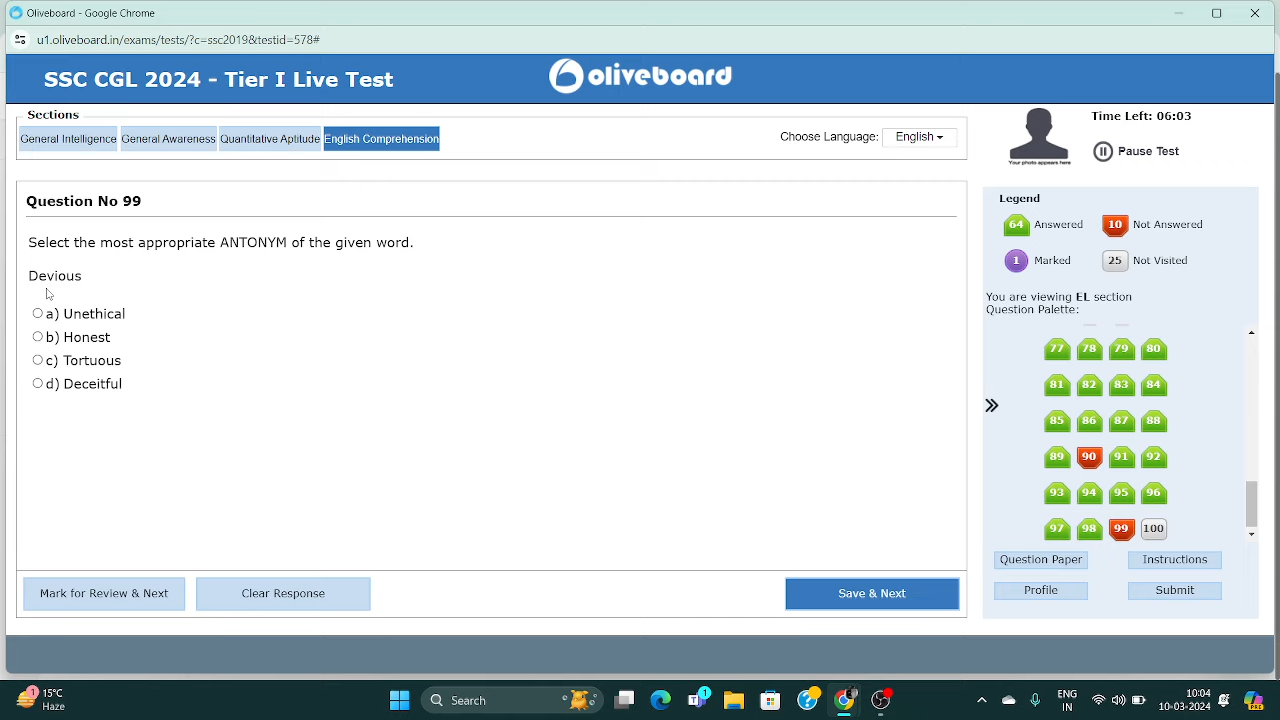 Oliveboard - Google Chrome
u1.oliveboard.in/exams/tests/?c=ssc2019&testid=578#
SSC CGL 2024 - Tier I Live Test
oliveboard
Sections
General Intelligence
General Awareness
Quantitative Aptitude
English Comprehension
Choose Language:
English
Your photo appears here
Time Left: 06:03
Pause Test
Question No 99
Select the most appropriate ANTONYM of the given word.
Devious
a) Unethical
b) Honest
c) Tortuous
d) Deceitful
Mark for Review & Next
Clear Response
Save & Next
Legend
64 Answered
10 Not Answered
1 Marked
25 Not Visited
You are viewing EL section
Question Palette:
77 78 79 80
81 82 83 84
85 86 87 88
89 90 91 92
93 94 95 96
97 98 99 100
Question Paper
Instructions
Profile
Submit
15°C
Haze
1
Search
1
ENG
IN
10:04
10-03-2024